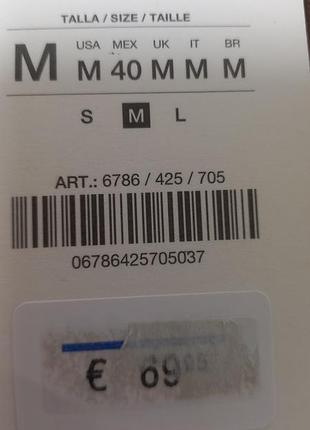 TALLA / SIZE / TAILLE
M USA MEX UK IT BR
M 40 M M M
S M L
ART.: 6786 / 425 / 705
06786425705037
€ 69